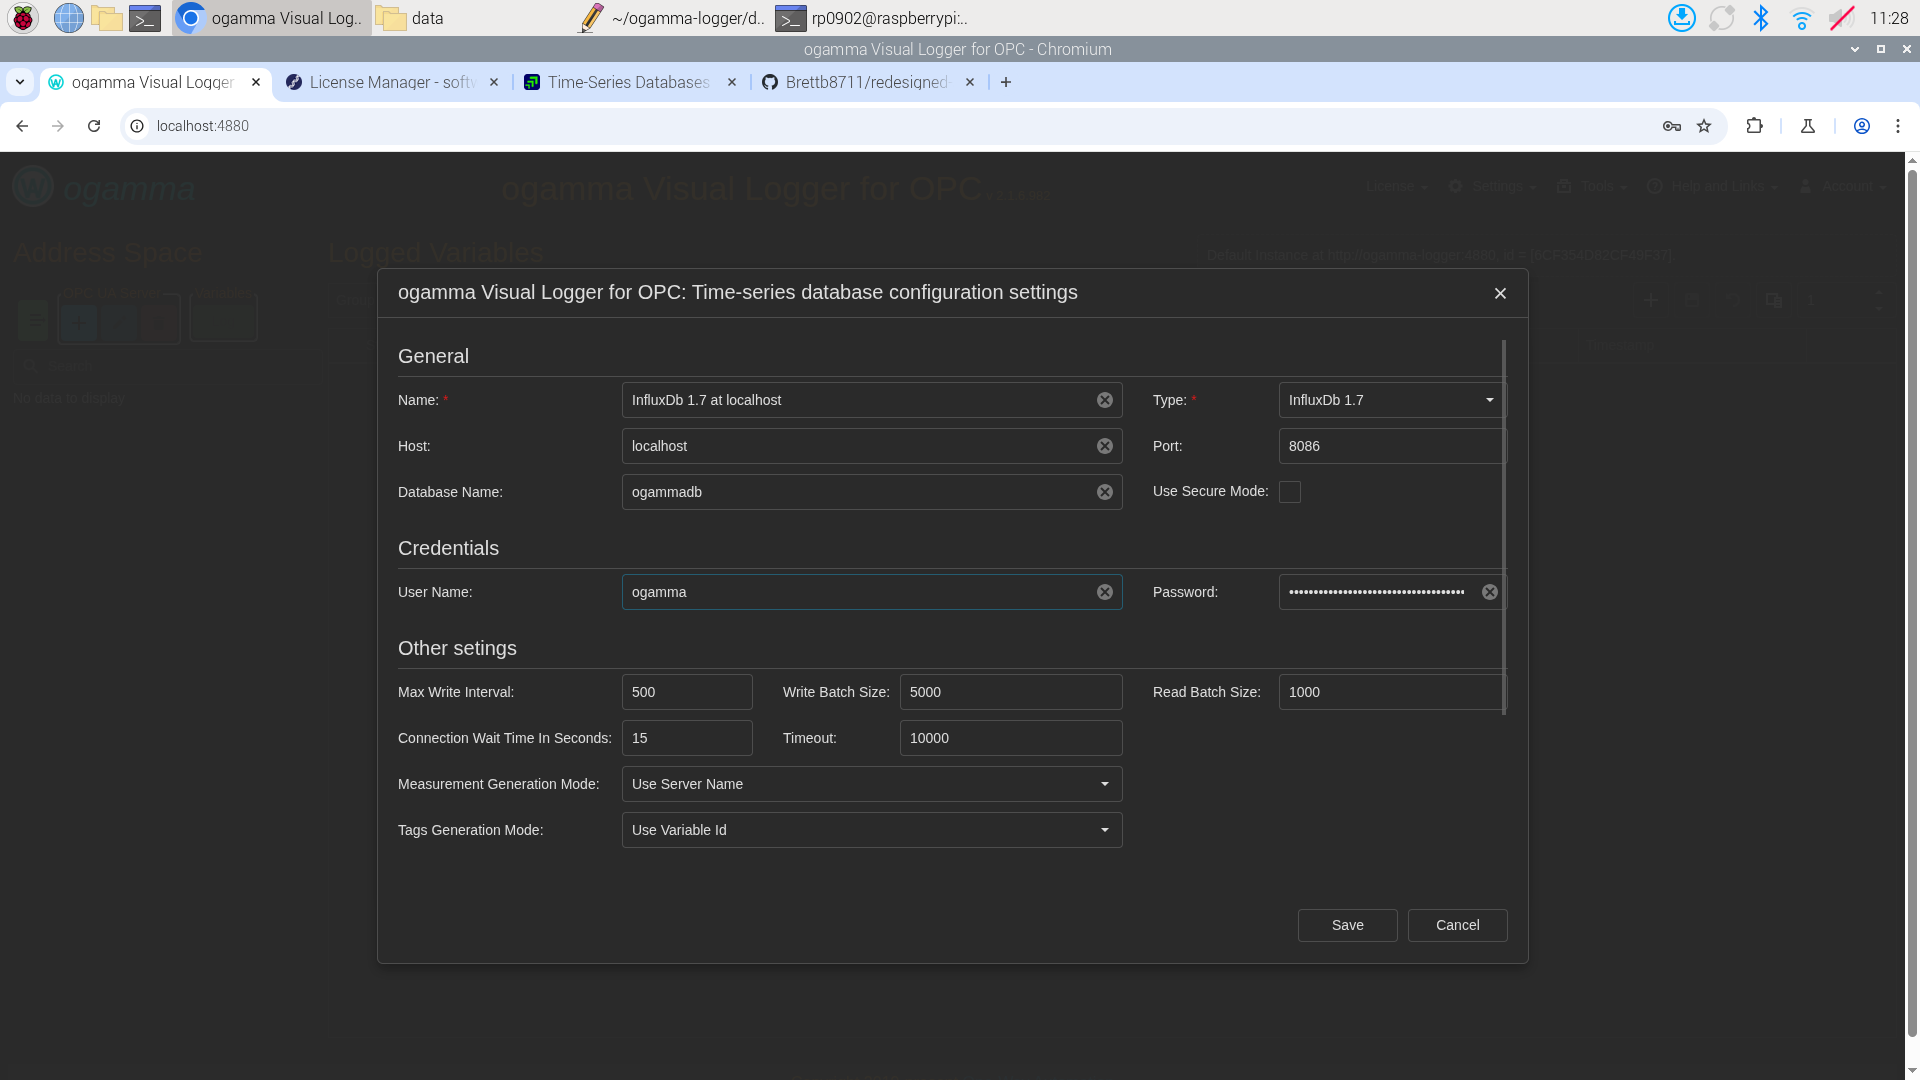 ogamma Visual Log..
data
~/ogamma-logger/d..
rp0902@raspberrypi:..
11:28
ogamma Visual Logger for OPC - Chromium
ogamma Visual Logger
License Manager - softw
Time-Series Databases
Brettb8711/redesigned-
localhost:4880
ogamma
ogamma Visual Logger for OPC
License
Settings
Tools
Help and Links
Account
Address Space
Logged Variables
Default Instance at http://ogamma-logger:4880, id =
OPC UA Server
Variables
Search
No data to display
1
Timestamp
ogamma Visual Logger for OPC: Time-series database configuration settings
General
Name: *
InfluxDb 1.7 at localhost
Type: *
InfluxDb 1.7
Host:
localhost
Port:
8086
Database Name:
ogammadb
Use Secure Mode:
Credentials
User Name:
ogamma
Password:
••••••••••••••••••••••••••••••••••••
Other setings
Max Write Interval:
500
Write Batch Size:
5000
Read Batch Size:
1000
Connection Wait Time In Seconds:
15
Timeout:
10000
Measurement Generation Mode:
Use Server Name
Tags Generation Mode:
Use Variable Id
Save
Cancel